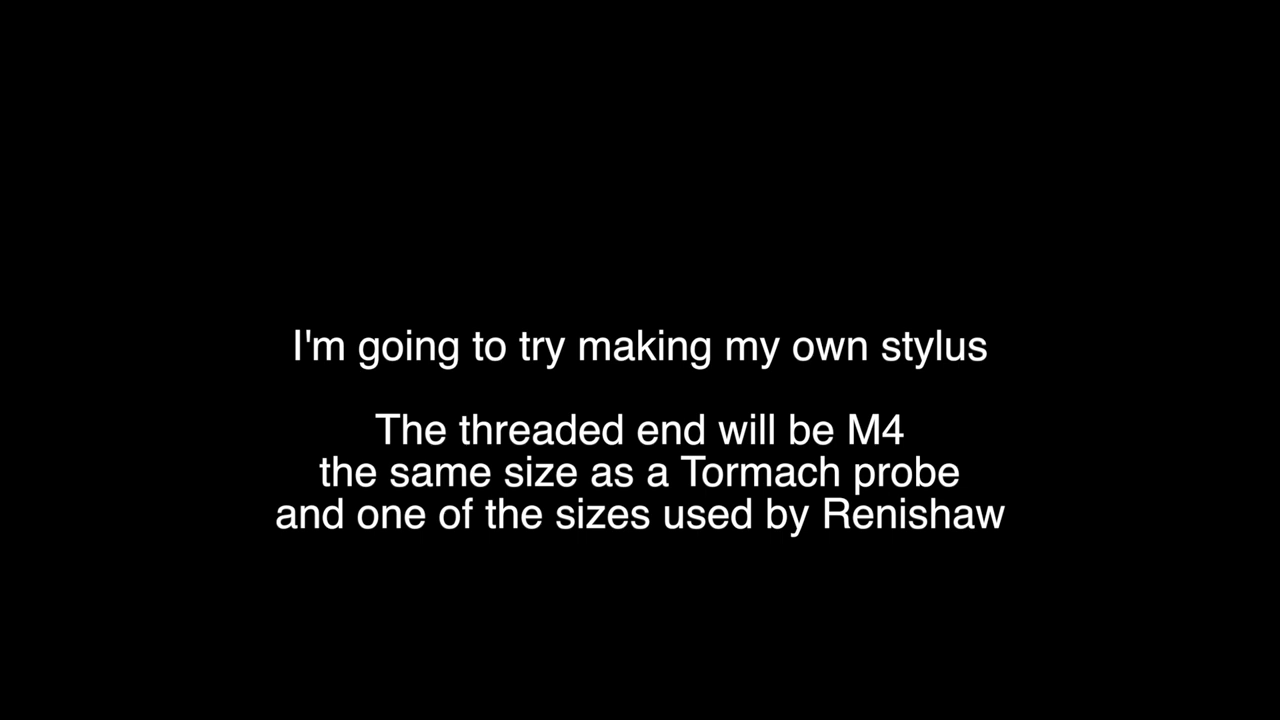 I'm going to try making my own stylus
The threaded end will be M4
the same size as a Tormach probe
and one of the sizes used by Renishaw